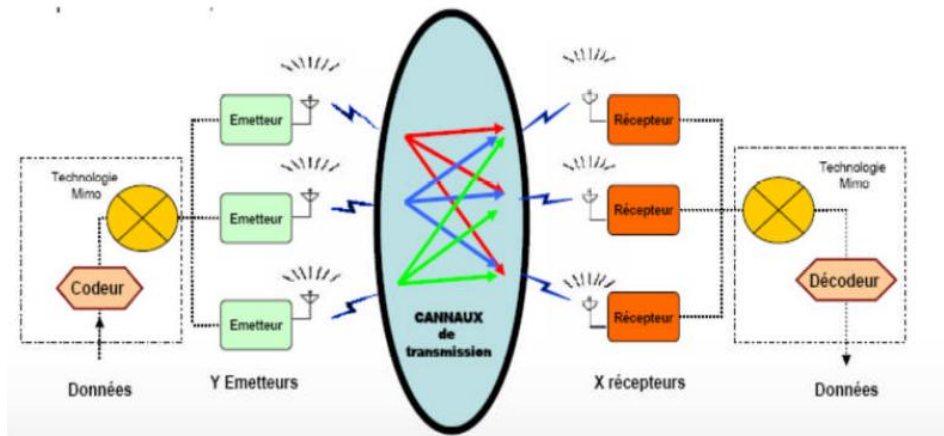 Emetteur
Emetteur
Emetteur
Récepteur
Récepteur
Récepteur
Technologie
Mimo
Technologie
Mimo
Codeur
Décodeur
CANNAUX
de
transmission
Données
Y Emetteurs
X récepteurs
Données